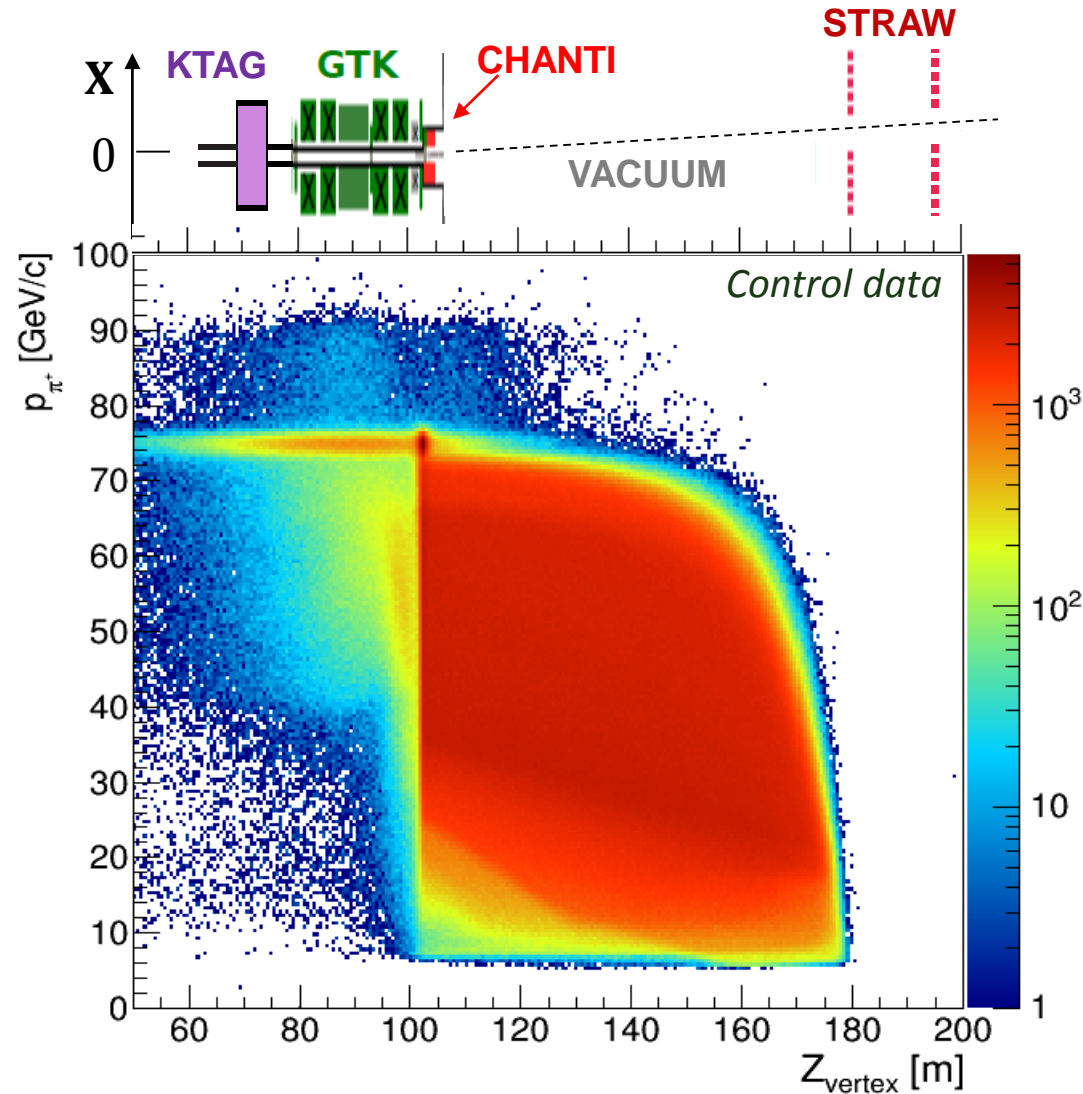 STRAW
KTAG GTK CHANTI
X
0
VACUUM
Control data
p_π⁺ [GeV/c]
100
90
80
70
60
50
40
30
20
10
0
60 80 100 120 140 160 180 200
Z_vertex [m]
10³
10²
10
1